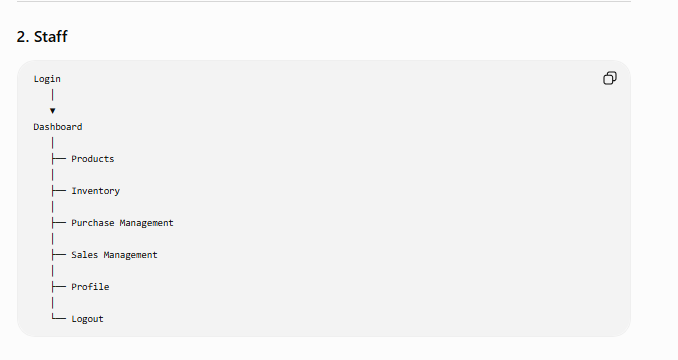 2. Staff
Login
│
▼
Dashboard
│
├── Products
│
├── Inventory
│
├── Purchase Management
│
├── Sales Management
│
├── Profile
│
└── Logout